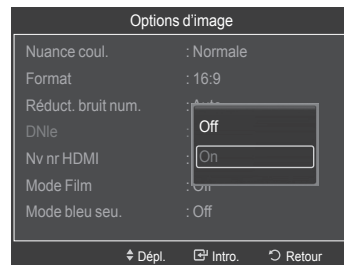 Options d'image
Nuance coul. : Normale
Format : 16:9
Réduct. bruit num. :
DNIe : Off
Nv nr HDMI : On
Mode Film :
Mode bleu seu. : Off
Dépl. Intro. Retour